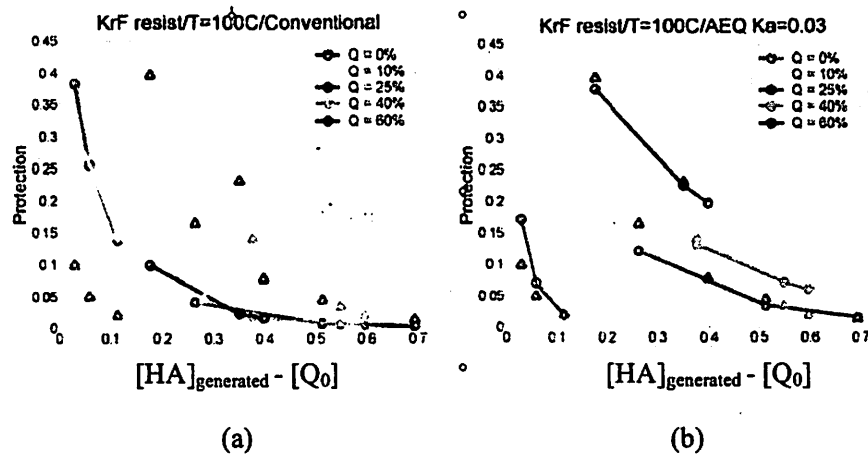 KrF resist/T=100C/Conventional
0.45
0.4
0.35
0.3
0.25
0.2
0.15
0.1
0.05
0
Protection
Q = 0%
Q = 10%
Q = 25%
Q = 40%
Q = 60%
0 0.1 0.2 0.3 0.4 0.5 0.6 0.7
[HA]generated - [Q0]
(a)
KrF resist/T=100C/AEQ Ka=0.03
0.45
0.4
0.35
0.3
0.25
0.2
0.15
0.1
0.05
0
Protection
Q = 0%
Q = 10%
Q = 25%
Q = 40%
Q = 60%
0 0.1 0.2 0.3 0.4 0.5 0.6 0.7
[HA]generated - [Q0]
(b)